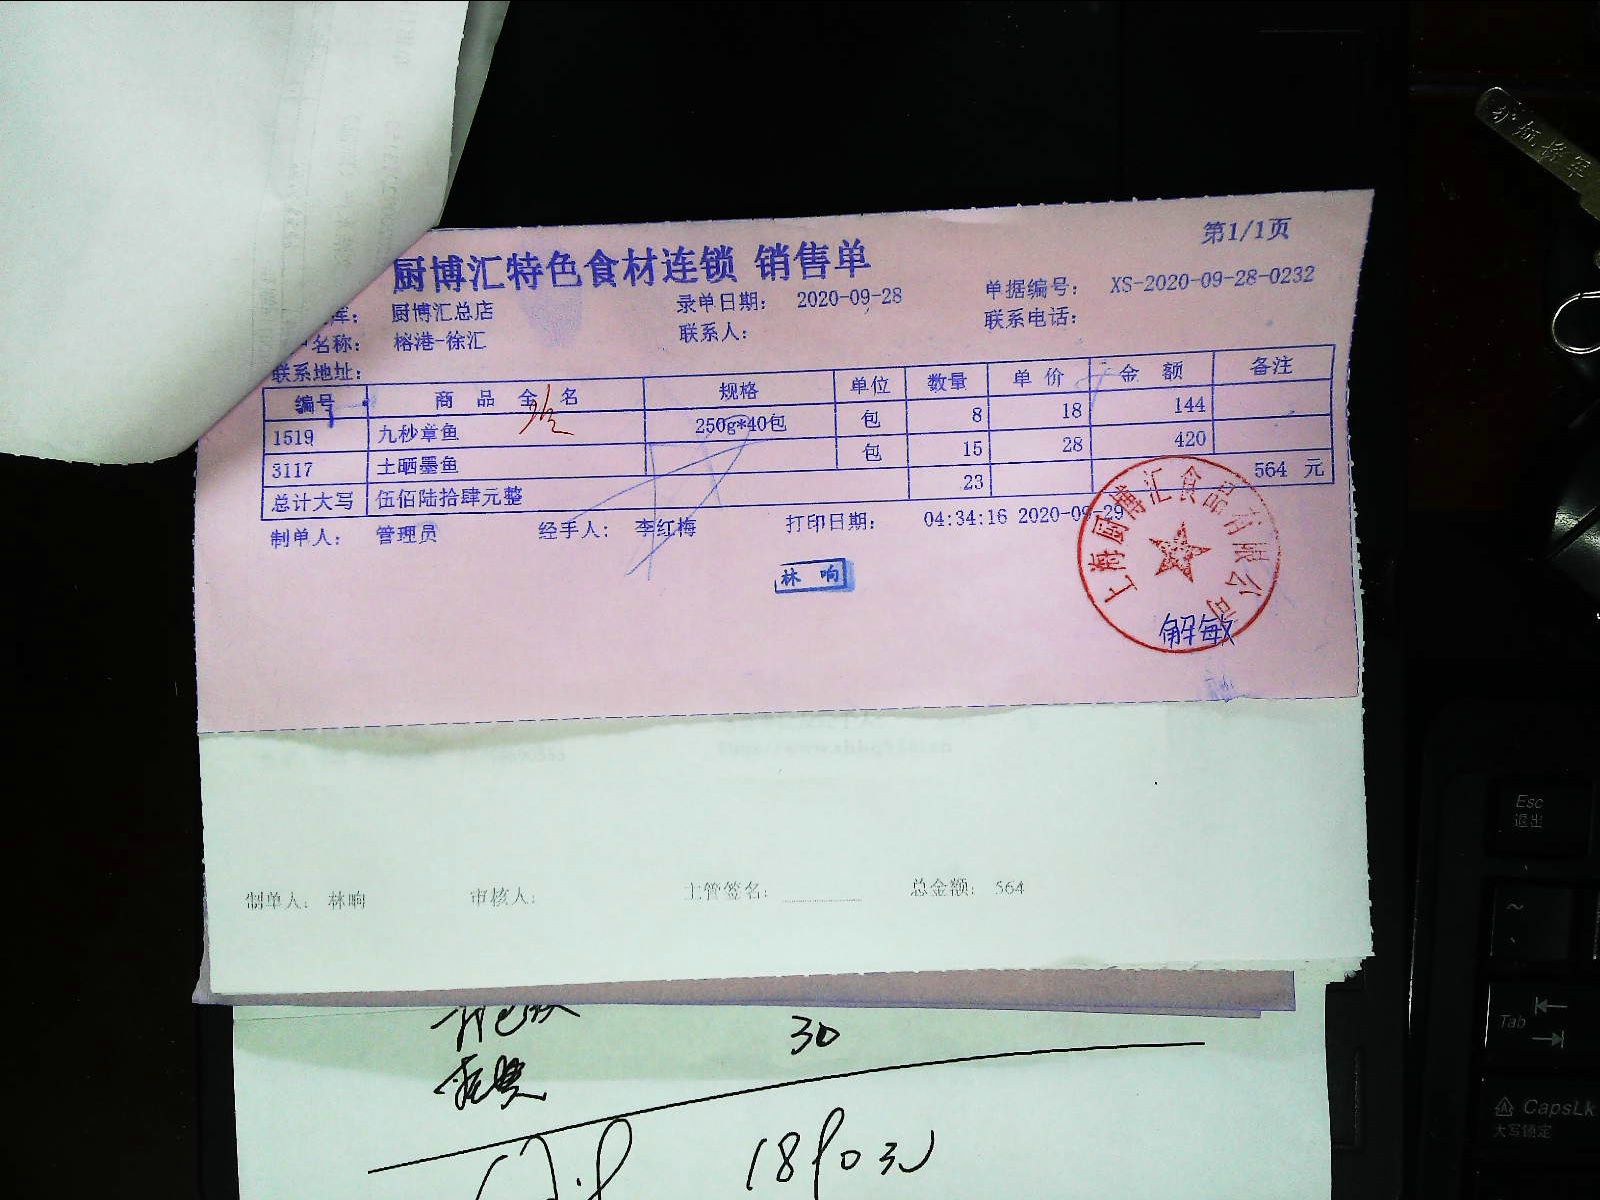 第1/1页
厨博汇特色食材连锁 销售单
库： 厨博汇总店 录单日期： 2020-09-28 单据编号： XS-2020-09-28-0232
名称： 榕港-徐汇 联系人： 联系电话：
联系地址：
编号 商品全名 规格 单位 数量 单价 金额 备注
1519 九秒章鱼 250g*40包 包 8 18 144
3117 土晒墨鱼 包 15 28 420
总计大写 伍佰陆拾肆元整 23 564 元
制单人： 管理员 经手人： 李红梅 打印日期： 04:34:16 2020-09-29
林响
上海厨博汇食品有限公司
解敏
制单人： 林响 审核人： 主管签名： 总金额： 564
30
Esc
退出
Tab
CapsLk
大写锁定